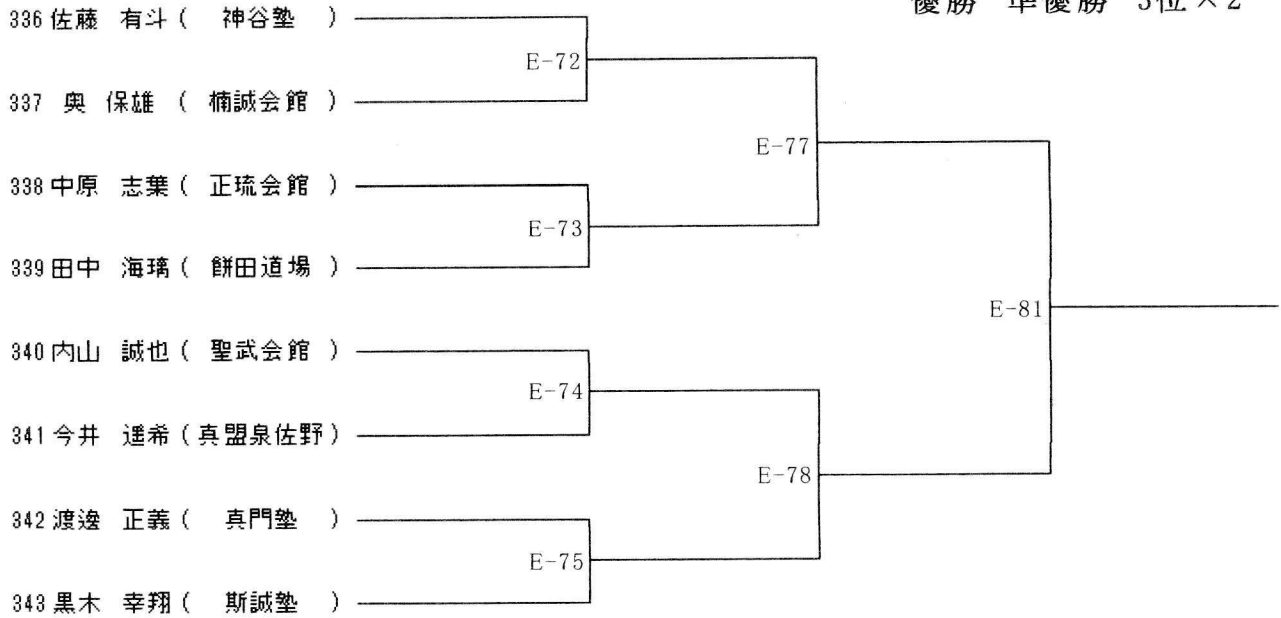 優勝 準優勝 3位×2
336 佐藤 有斗 ( 神谷塾 )
E-72
337 奥 保雄 ( 楠誠会館 )
E-77
338 中原 志葉 ( 正琉会館 )
E-73
339 田中 海璃 ( 餅田道場 )
E-81
340 内山 誠也 ( 聖武会館 )
E-74
341 今井 遥希 ( 真盟泉佐野 )
E-78
342 渡邊 正義 ( 真門塾 )
E-75
343 黒木 幸翔 ( 斯誠塾 )